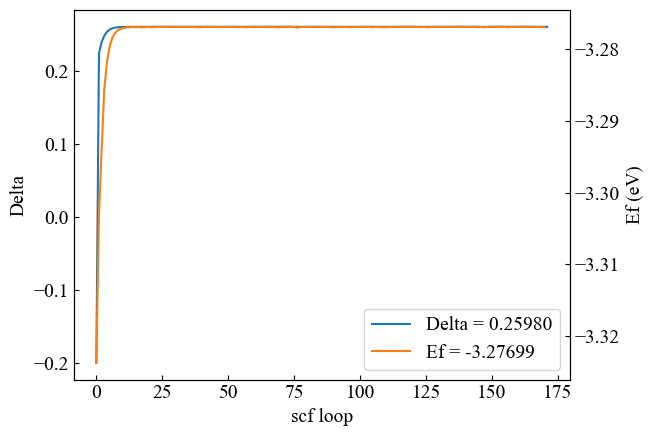 0.2
0.1
0.0
−0.1
−0.2
Delta
−3.28
−3.29
−3.30
−3.31
−3.32
Ef (eV)
Delta = 0.25980
Ef = -3.27699
0 25 50 75 100 125 150 175
scf loop